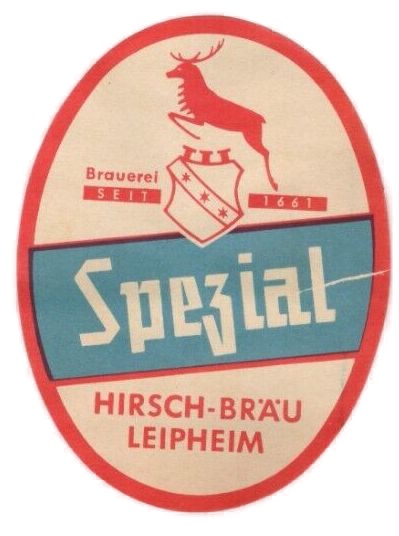 Brauerei
SEIT 1661
Spezial
HIRSCH-BRÄU
LEIPHEIM